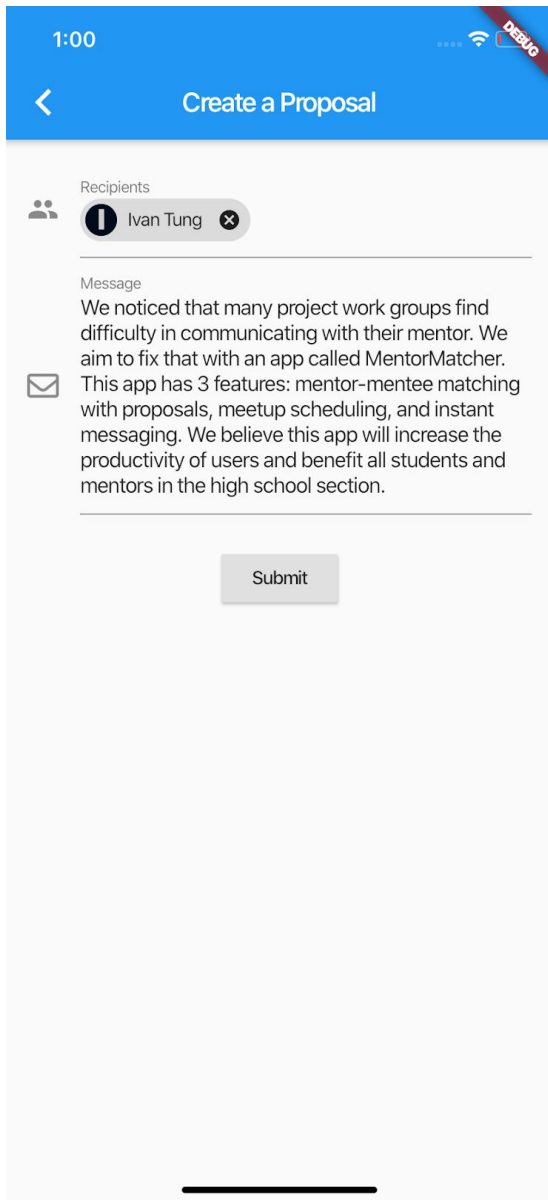 1:00
DEBUG
Create a Proposal
Recipients
I Ivan Tung
Message
We noticed that many project work groups find
difficulty in communicating with their mentor. We
aim to fix that with an app called MentorMatcher.
This app has 3 features: mentor-mentee matching
with proposals, meetup scheduling, and instant
messaging. We believe this app will increase the
productivity of users and benefit all students and
mentors in the high school section.
Submit